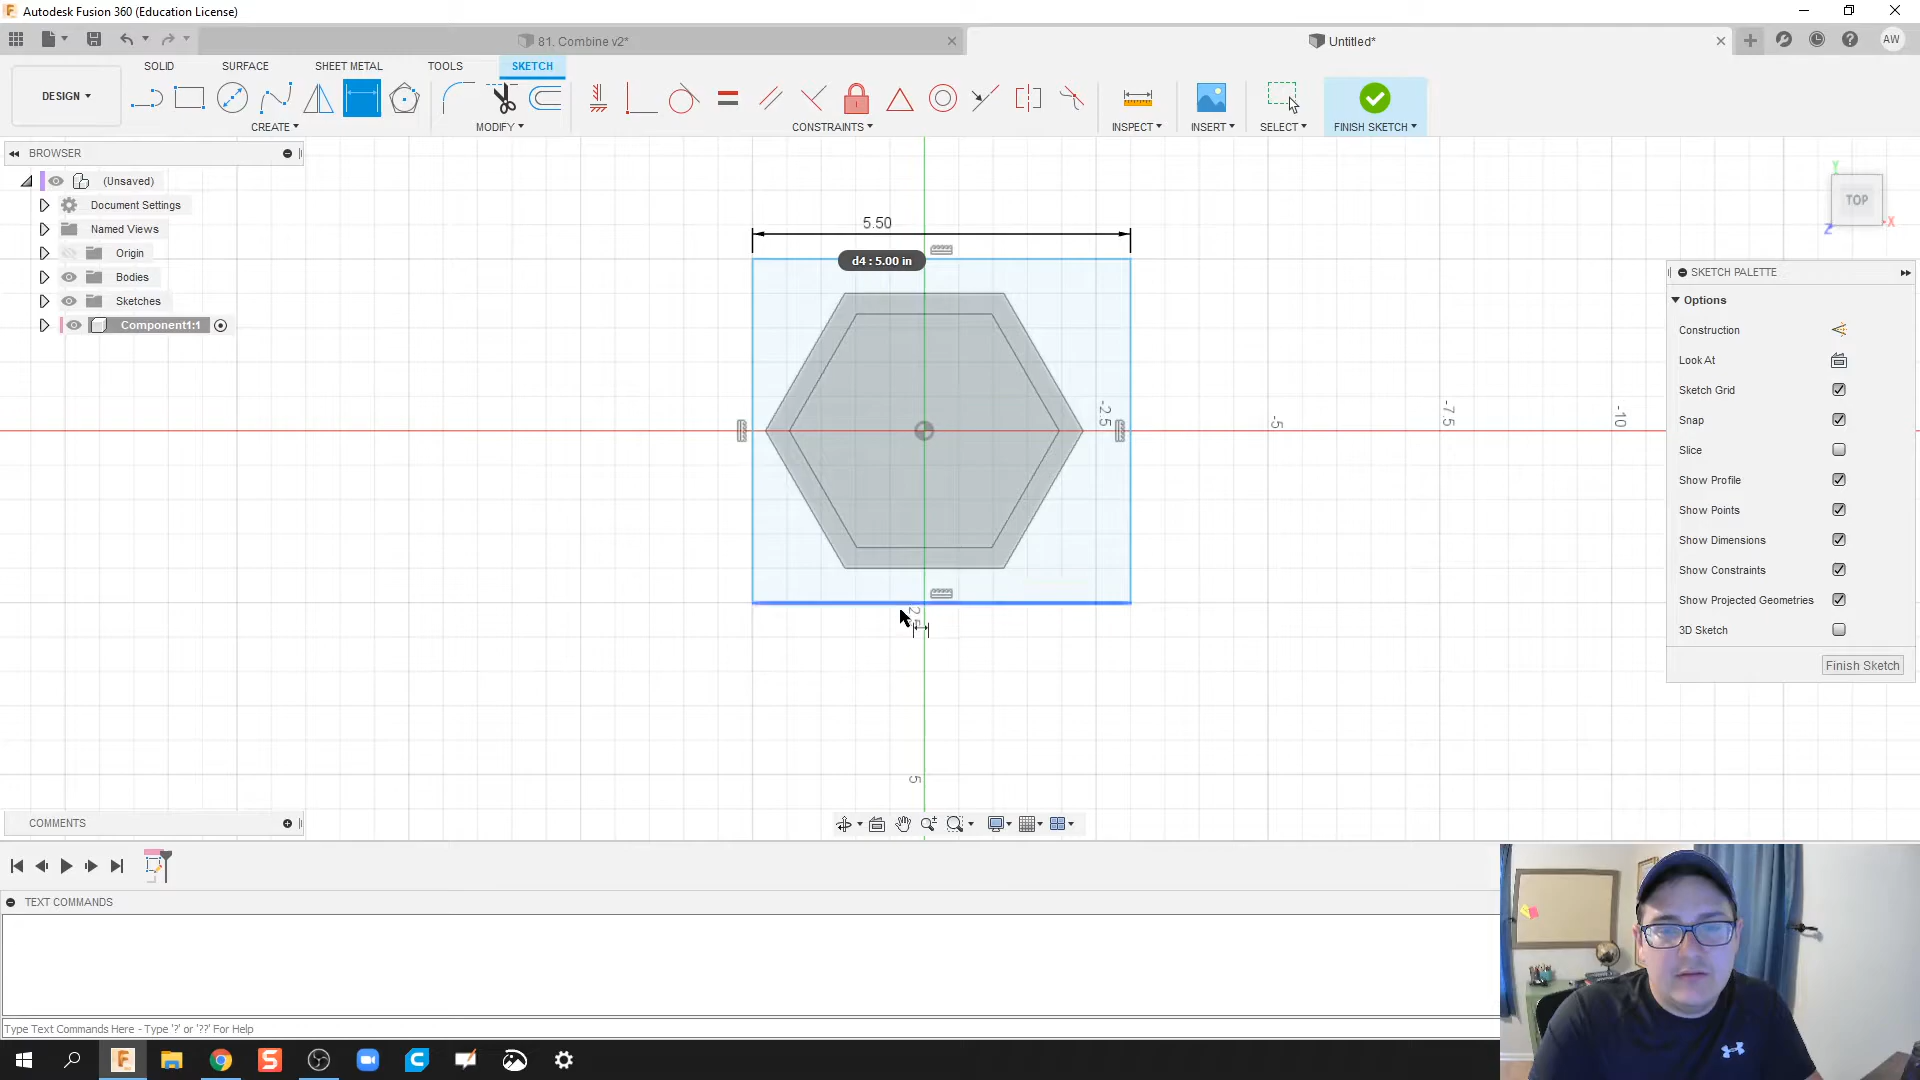 Autodesk Fusion 360 (Education License)
81. Combine v2*
Untitled*
AW
DESIGN
SOLID
SURFACE
SHEET METAL
TOOLS
SKETCH
CREATE
MODIFY
CONSTRAINTS
INSPECT
INSERT
SELECT
FINISH SKETCH
BROWSER
(Unsaved)
Document Settings
Named Views
Origin
Bodies
Sketches
Component1:1
5.50
d4 : 5.00 in
-2.5
-5
-7.5
-10
5
TOP
Y
X
Z
SKETCH PALETTE
Options
Construction
Look At
Sketch Grid
Snap
Slice
Show Profile
Show Points
Show Dimensions
Show Constraints
Show Projected Geometries
3D Sketch
Finish Sketch
COMMENTS
TEXT COMMANDS
Type Text Commands Here - Type '?' or '??' For Help